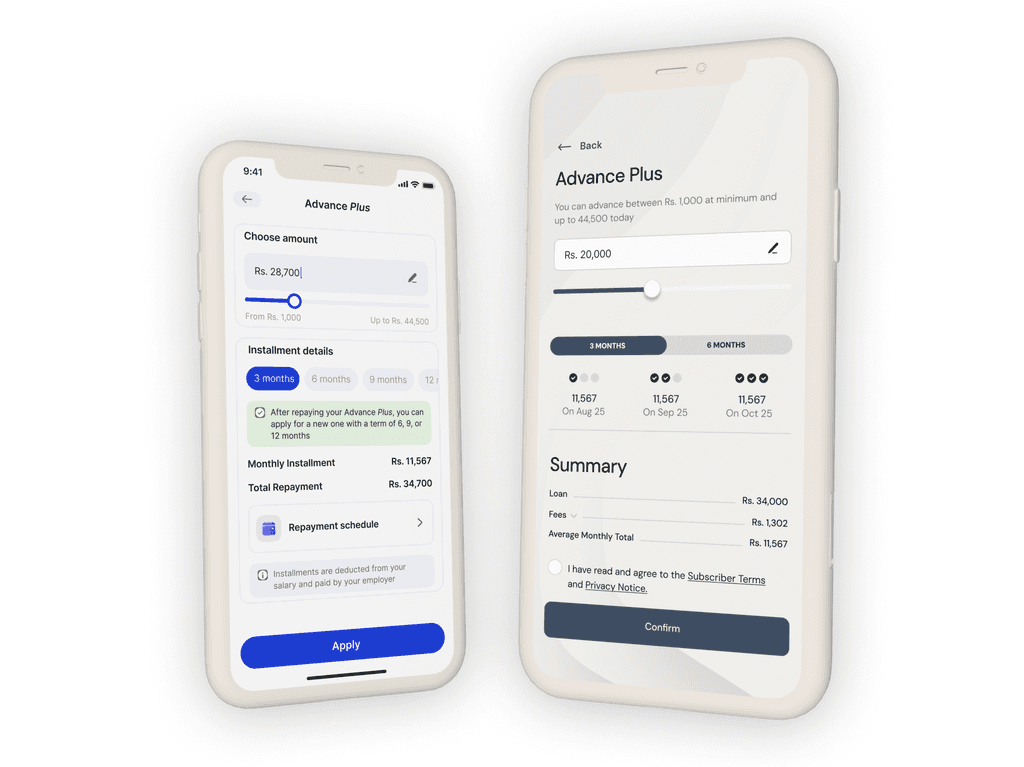 9:41
Advance Plus
Choose amount
Rs. 28,700
From Rs. 1,000 Up to Rs. 44,500
Installment details
3 months 6 months 9 months 12 r
After repaying your Advance Plus, you can
apply for a new one with a term of 6, 9, or
12 months
Monthly Installment Rs. 11,567
Total Repayment Rs. 34,700
Repayment schedule
Installments are deducted from your
salary and paid by your employer
Apply
Back
Advance Plus
You can advance between Rs. 1,000 at minimum and
up to 44,500 today
Rs. 20,000
3 MONTHS 6 MONTHS
11,567 11,567 11,567
On Aug 25 On Sep 25 On Oct 25
Summary
Loan Rs. 34,000
Fees Rs. 1,302
Average Monthly Total Rs. 11,567
I have read and agree to the Subscriber Terms
and Privacy Notice.
Confirm